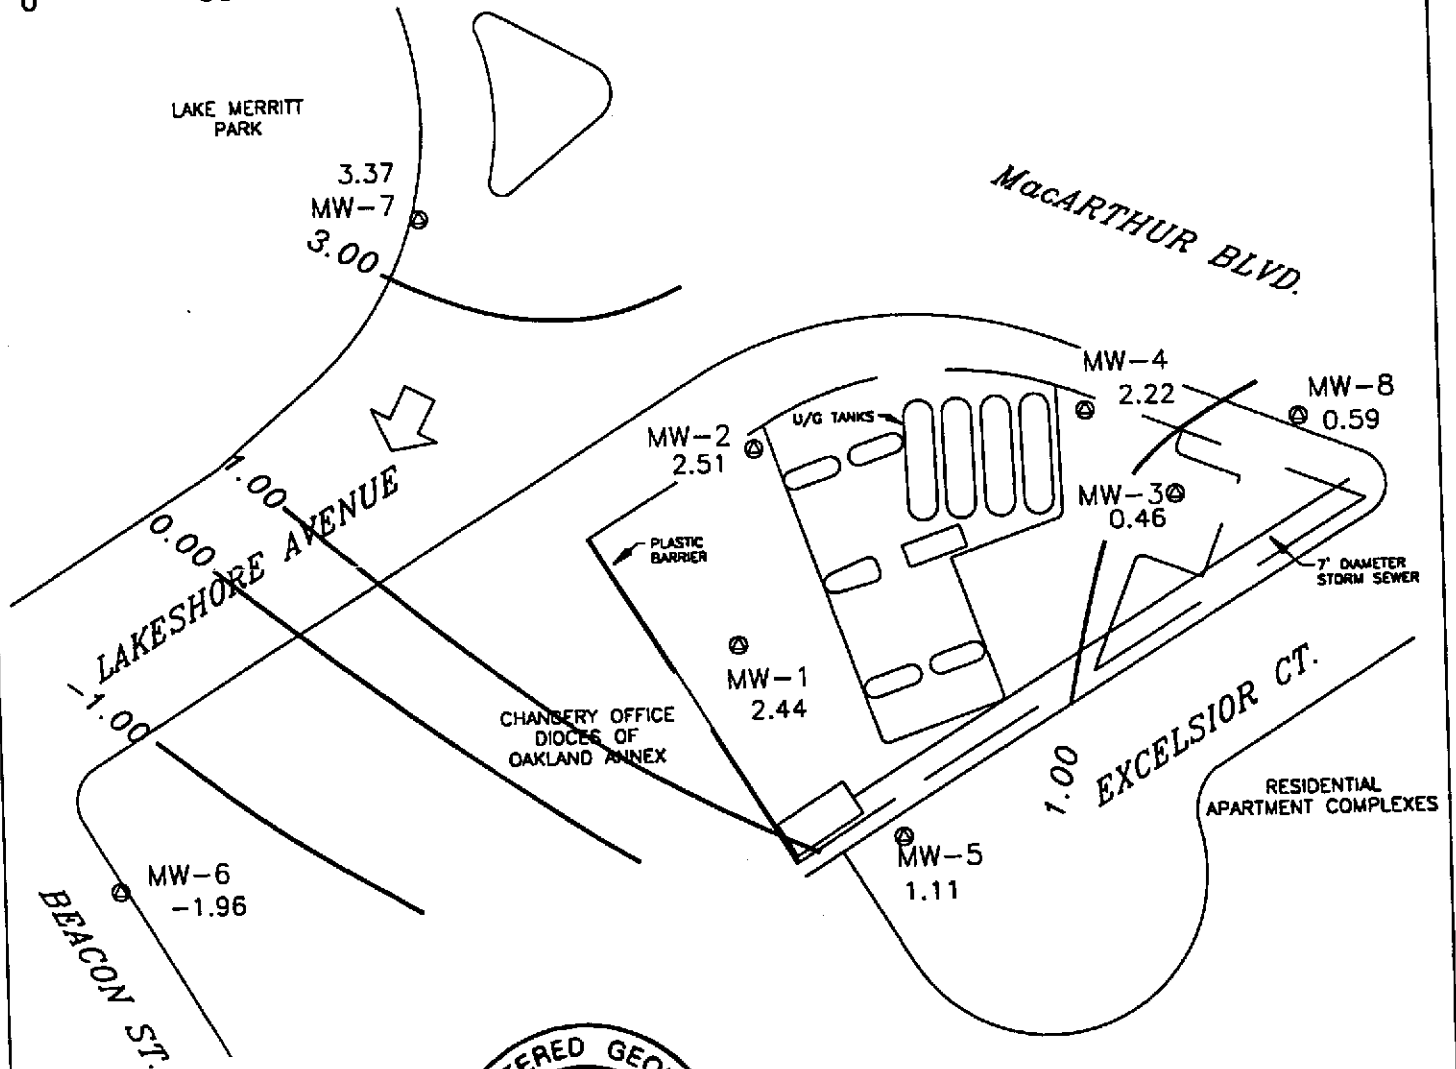 LAKE MERRITT
PARK
3.37
MW-7
3.00
MacARTHUR BLVD.
MW-4
2.22
MW-8
0.59
MW-2
2.51
U/G TANKS
MW-3
0.46
1.00
0.00
-1.00
LAKESHORE AVENUE
PLASTIC
BARRIER
7' DIAMETER
STORM SEWER
MW-1
2.44
CHANCERY OFFICE
DIOCES OF
OAKLAND ANNEX
1.00
EXCELSIOR CT.
RESIDENTIAL
APARTMENT COMPLEXES
MW-5
1.11
MW-6
-1.96
BEACON ST.